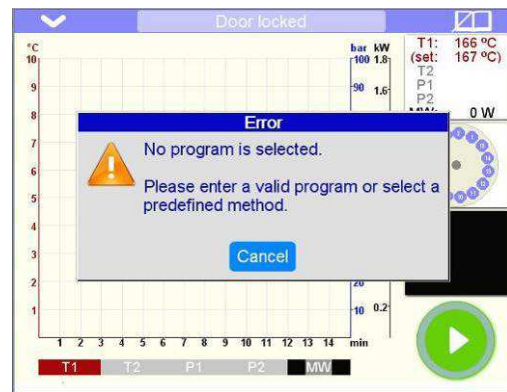 Door locked
°C
bar kW
T1: 166 °C
(set: 167 °C)
T2
P1
P2
MW: 0 W
10
9
8
7
6
5
4
3
2
1
100 1.8
90 1.6
20
10 0.2
Error
No program is selected.
Please enter a valid program or select a
predefined method.
Cancel
1 2 3 4 5 6 7 8 9 10 11 12 13 14 min
T1 T2 P1 P2 MW